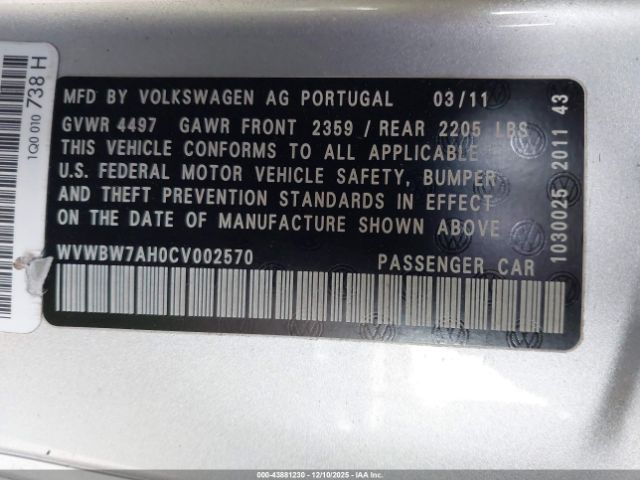 MFD BY VOLKSWAGEN AG PORTUGAL 03/11
GVWR 4497 GAWR FRONT 2359 / REAR 2205 LBS
THIS VEHICLE CONFORMS TO ALL APPLICABLE
U.S. FEDERAL MOTOR VEHICLE SAFETY, BUMPER
AND THEFT PREVENTION STANDARDS IN EFFECT
ON THE DATE OF MANUFACTURE SHOWN ABOVE
WVWBW7AH0CV002570 PASSENGER CAR
1030025 2011 43
1Q0 010 738 H
000-43881230 - 12/10/2025 - IAAI.com